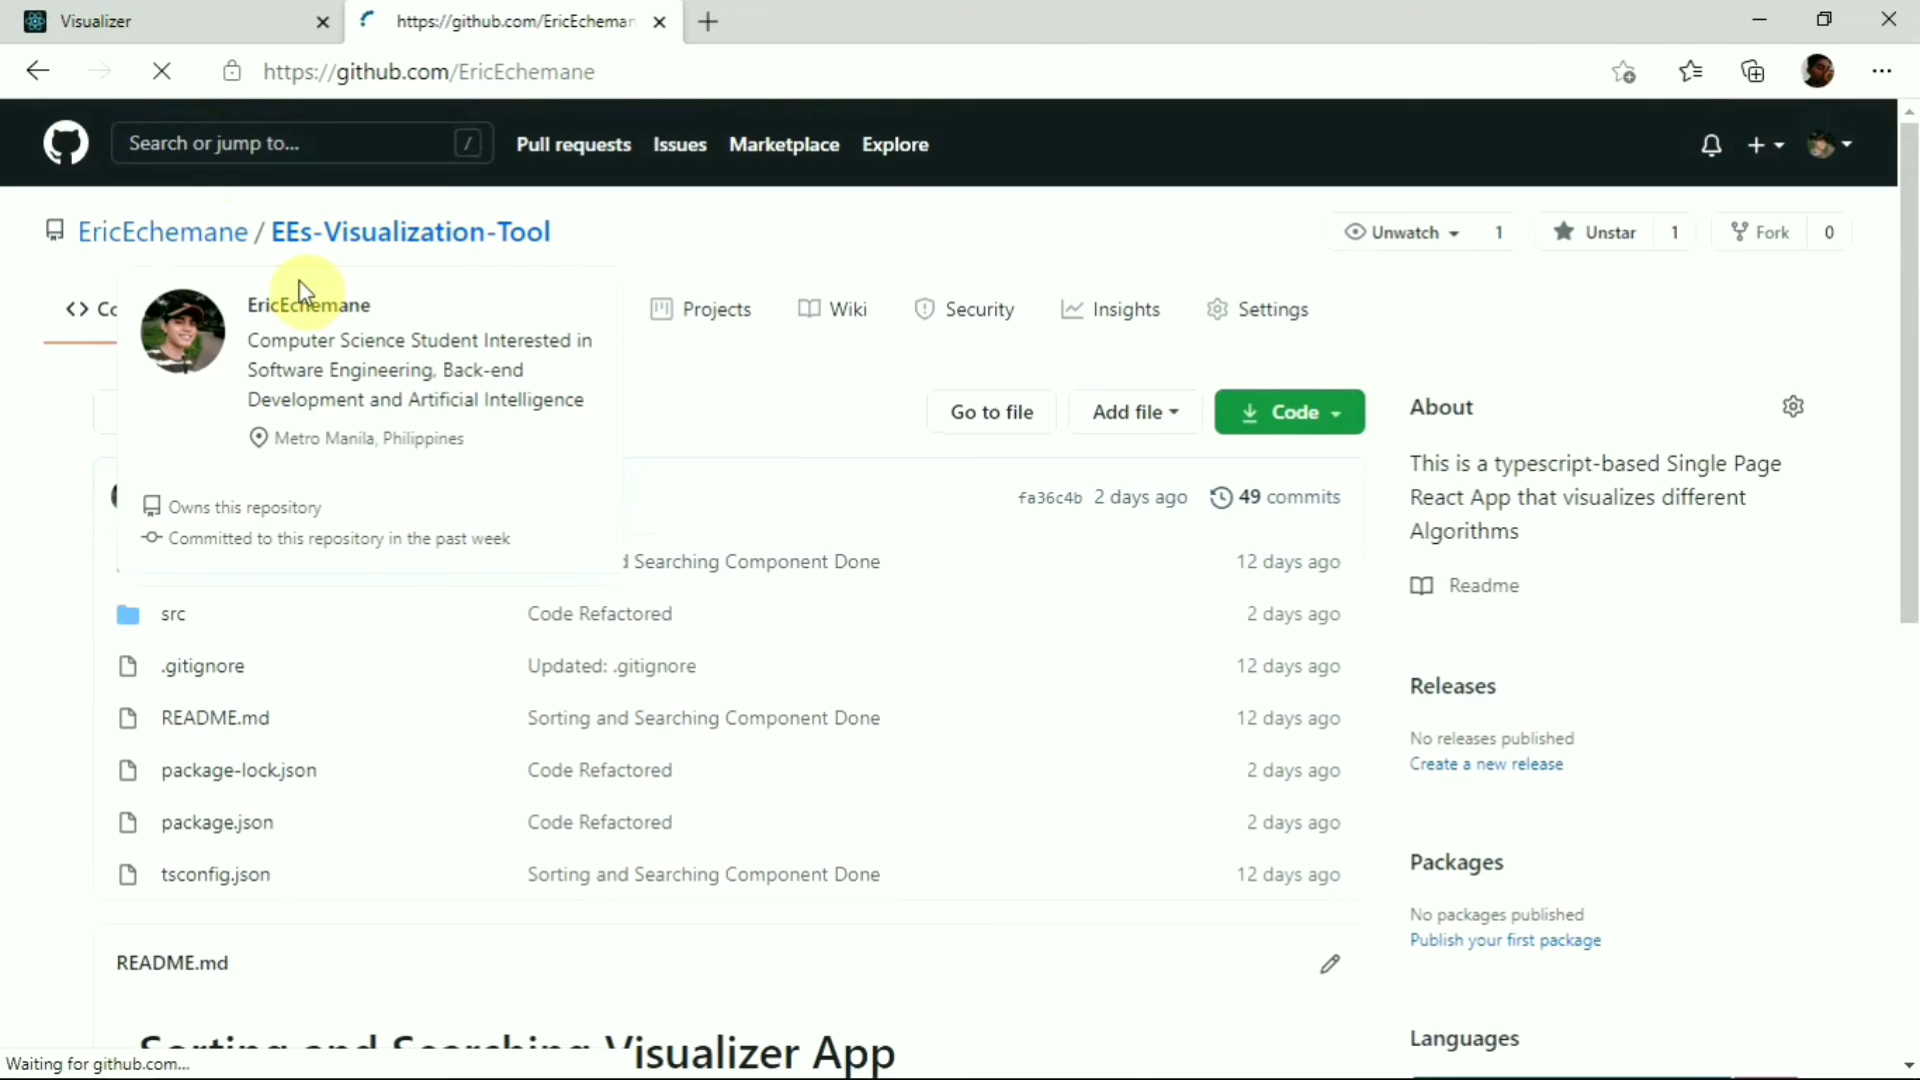 Visualizer
https://github.com/EricEcheman
https://github.com/EricEchemane
Search or jump to... /
Pull requests Issues Marketplace Explore
EricEchemane / EEs-Visualization-Tool
Unwatch 1 Unstar 1 Fork 0
<> Co
Projects Wiki Security Insights Settings
EricEchemane
Computer Science Student Interested in
Software Engineering, Back-end
Development and Artificial Intelligence
Metro Manila, Philippines
Owns this repository
Committed to this repository in the past week
Go to file Add file Code
fa36c4b 2 days ago 49 commits
d Searching Component Done 12 days ago
src Code Refactored 2 days ago
.gitignore Updated: .gitignore 12 days ago
README.md Sorting and Searching Component Done 12 days ago
package-lock.json Code Refactored 2 days ago
package.json Code Refactored 2 days ago
tsconfig.json Sorting and Searching Component Done 12 days ago
README.md
Sorting and Searching Visualizer App
About
This is a typescript-based Single Page
React App that visualizes different
Algorithms
Readme
Releases
No releases published
Create a new release
Packages
No packages published
Publish your first package
Languages
Waiting for github.com...